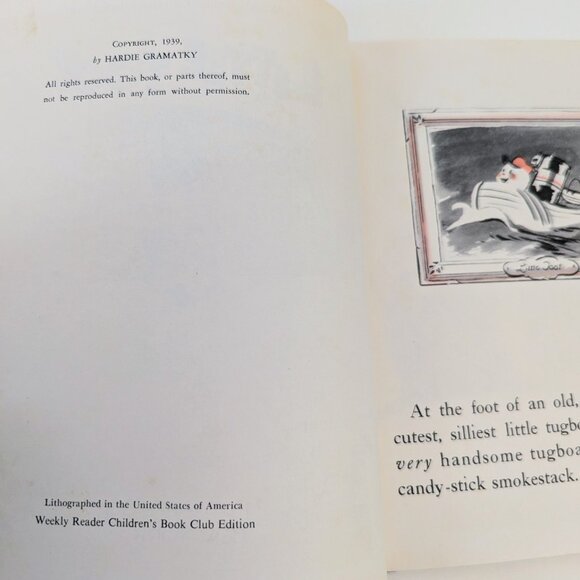 COPYRIGHT, 1939,
by HARDIE GRAMATKY
All rights reserved. This book, or parts thereof, must
not be reproduced in any form without permission.
Lithographed in the United States of America
Weekly Reader Children's Book Club Edition
Little Toot
At the foot of an old,
cutest, silliest little tugbo
very handsome tugboa
candy-stick smokestack.